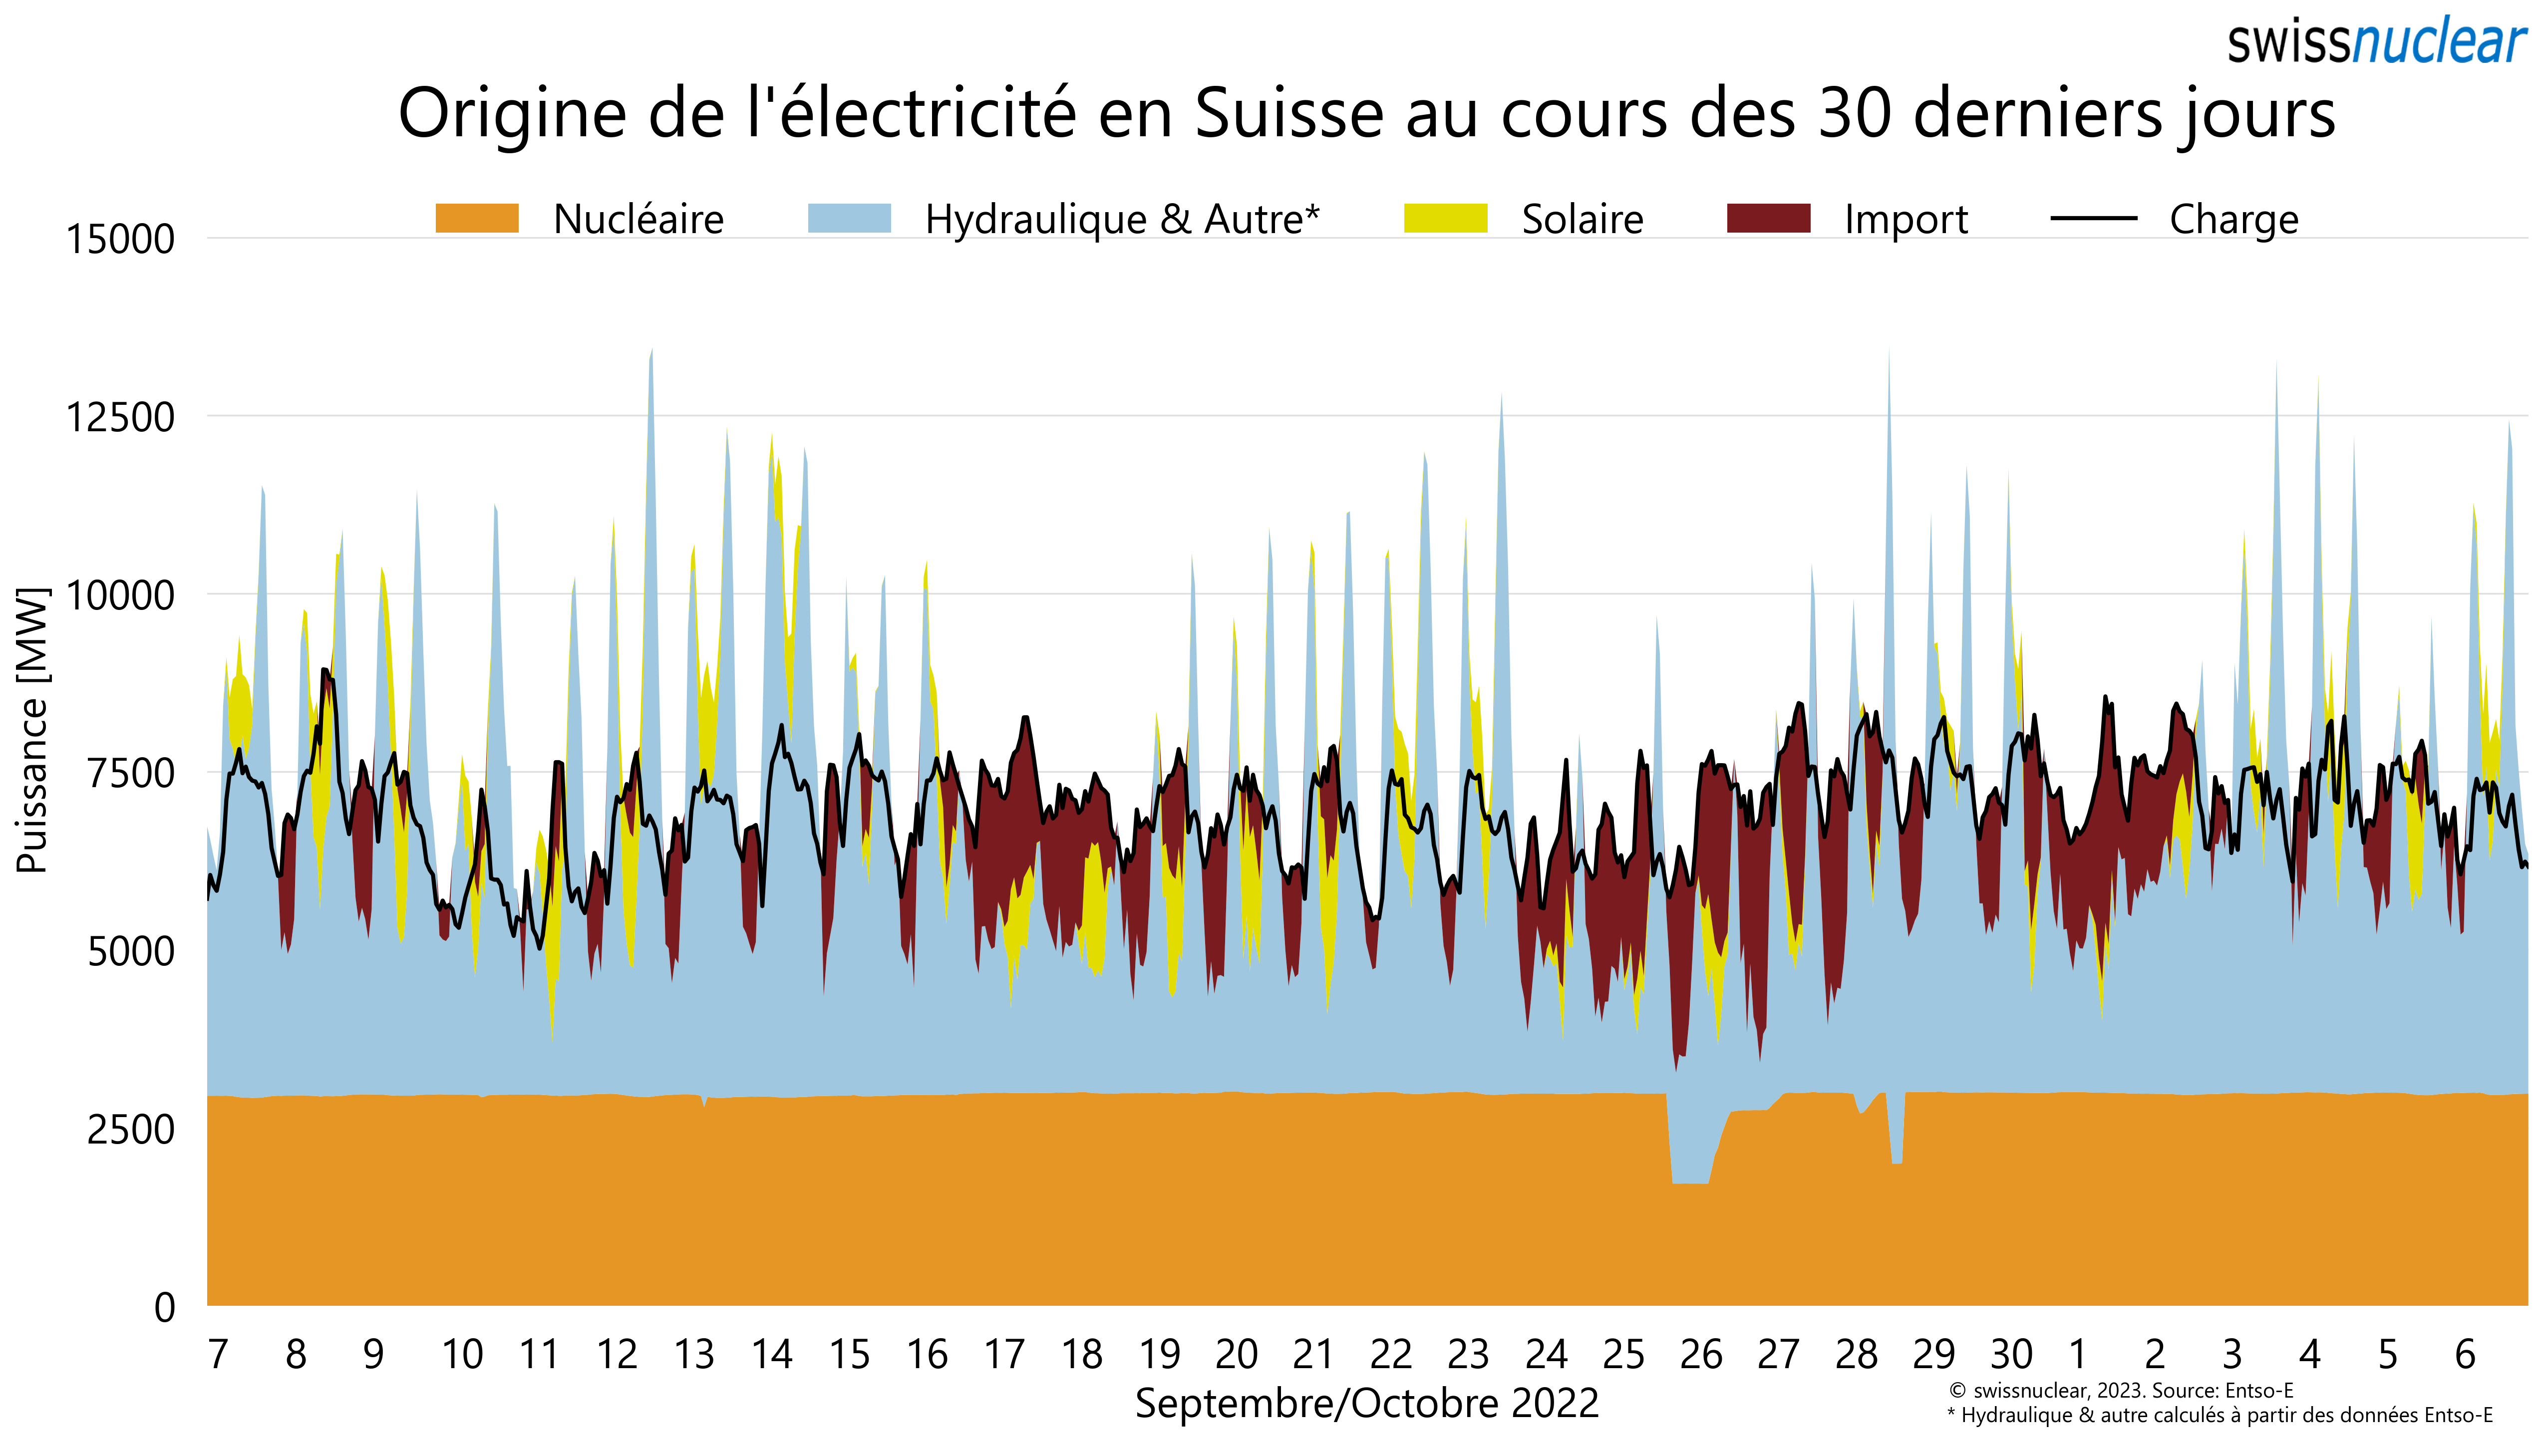 swissnuclear
Origine de l'électricité en Suisse au cours des 30 derniers jours
Nucléaire Hydraulique & Autre* Solaire Import Charge
15000
12500
10000
7500
5000
2500
0
Puissance [MW]
7 8 9 10 11 12 13 14 15 16 17 18 19 20 21 22 23 24 25 26 27 28 29 30 1 2 3 4 5 6
Septembre/Octobre 2022
© swissnuclear, 2023. Source: Entso-E
* Hydraulique & autre calculés à partir des données Entso-E